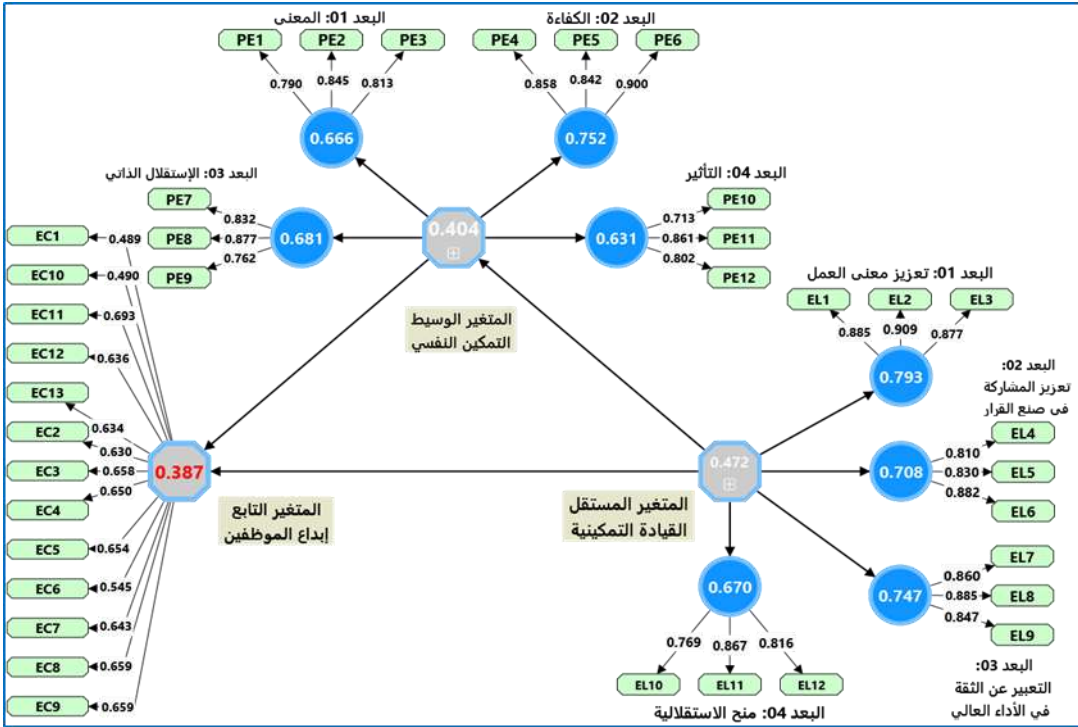 البعد 01: المعنى
PE1
PE2
PE3
0.790
0.845
0.813
0.666
البعد 02: الكفاءة
PE4
PE5
PE6
0.858
0.842
0.900
0.752
البعد 03: الإستقلال الذاتي
PE7
PE8
PE9
0.832
0.877
0.762
0.681
0.404
البعد 04: التأثير
PE10
PE11
PE12
0.713
0.861
0.802
0.631
المتغير الوسيط
التمكين النفسي
EC1
EC10
EC11
EC12
EC13
EC2
EC3
EC4
EC5
EC6
EC7
EC8
EC9
0.489
0.490
0.693
0.636
0.634
0.630
0.658
0.650
0.654
0.545
0.643
0.659
0.659
0.387
المتغير التابع
إبداع الموظفين
0.472
المتغير المستقل
القيادة التمكينية
البعد 01: تعزيز معنى العمل
EL1
EL2
EL3
0.885
0.909
0.877
0.793
البعد 02:
تعزيز المشاركة
في صنع القرار
EL4
EL5
EL6
0.810
0.830
0.882
0.708
EL7
EL8
EL9
0.860
0.885
0.847
0.747
البعد 03:
التعبير عن الثقة
في الأداء العالي
0.670
0.769
0.867
0.816
EL10
EL11
EL12
البعد 04: منح الاستقلالية